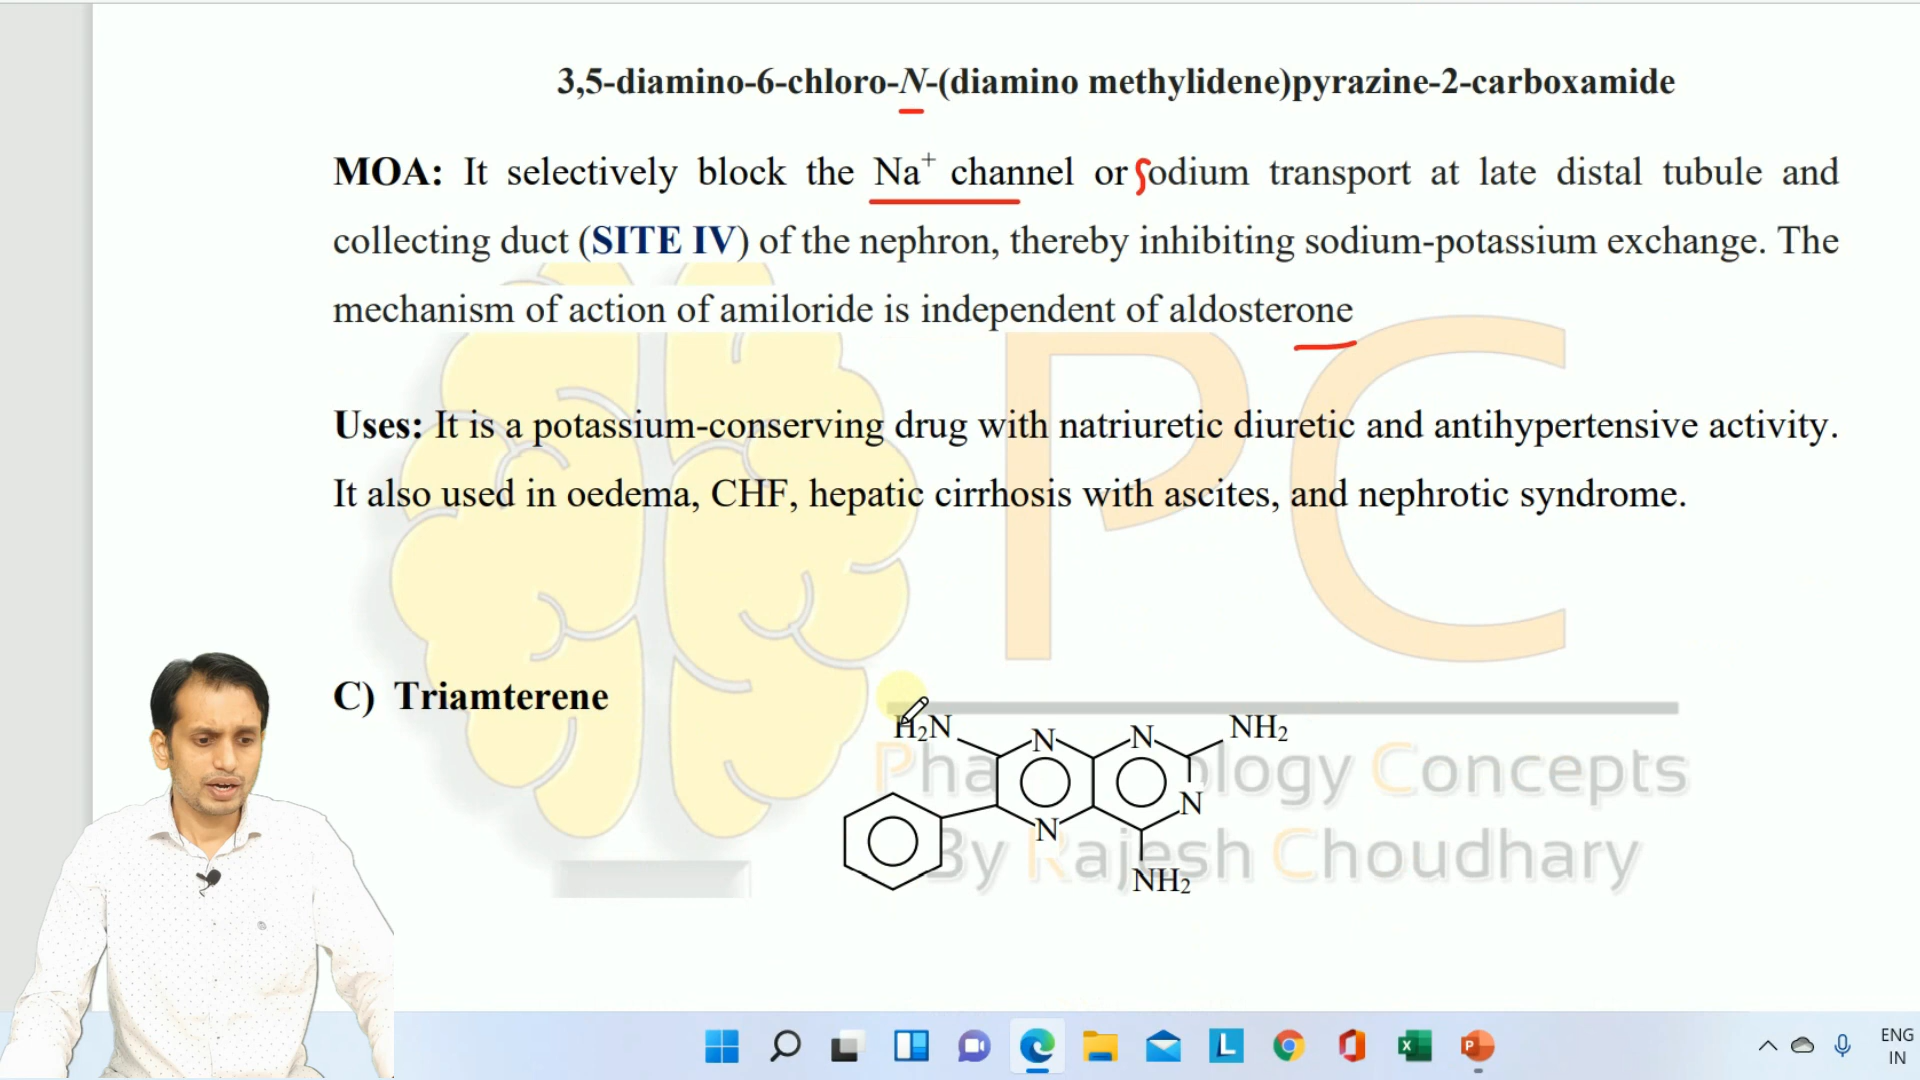 3,5-diamino-6-chloro-N-(diamino methylidene)pyrazine-2-carboxamide
MOA: It selectively block the Na⁺ channel or Sodium transport at late distal tubule and
collecting duct (SITE IV) of the nephron, thereby inhibiting sodium-potassium exchange. The
mechanism of action of amiloride is independent of aldosterone
Uses: It is a potassium-conserving drug with natriuretic diuretic and antihypertensive activity.
It also used in oedema, CHF, hepatic cirrhosis with ascites, and nephrotic syndrome.
PC
C) Triamterene
H₂N N N NH₂
N
N
NH₂
Concepts
By Rajesh Choudhary
ENG
IN